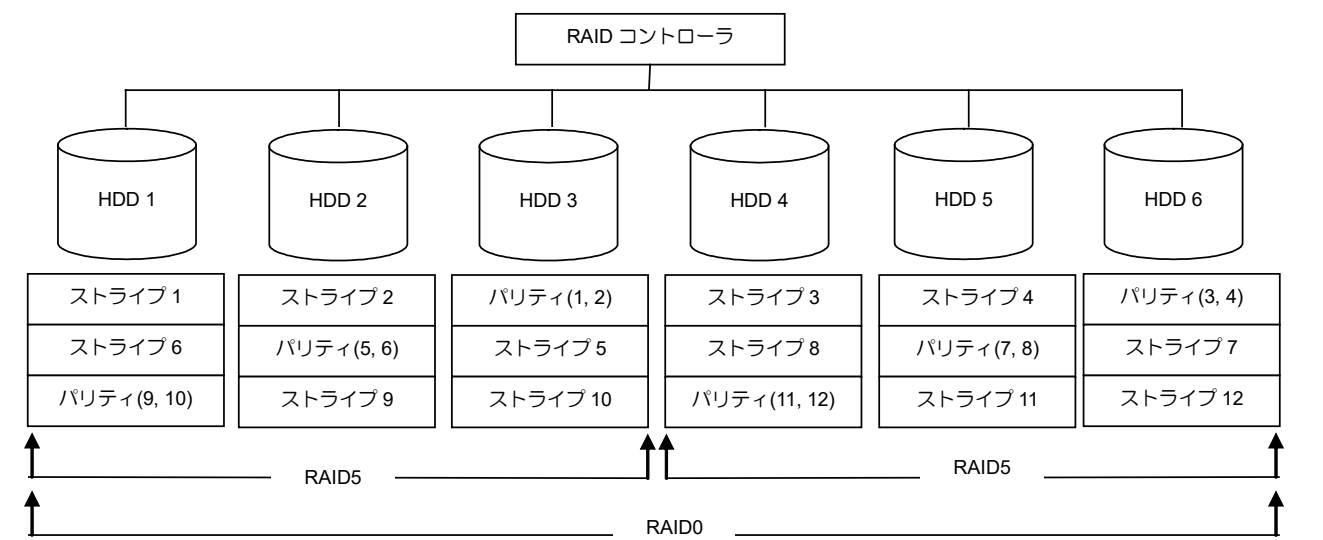 RAID コントローラ
HDD 1
HDD 2
HDD 3
HDD 4
HDD 5
HDD 6
ストライプ 1
ストライプ 2
パリティ(1, 2)
ストライプ 3
ストライプ 4
パリティ(3, 4)
ストライプ 6
パリティ(5, 6)
ストライプ 5
ストライプ 8
パリティ(7, 8)
ストライプ 7
パリティ(9, 10)
ストライプ 9
ストライプ 10
パリティ(11, 12)
ストライプ 11
ストライプ 12
RAID5
RAID5
RAID0